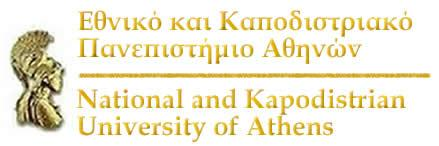 Εθνικό και Καποδιστριακό
Πανεπιστήμιο Αθηνών
National and Kapodistrian
University of Athens